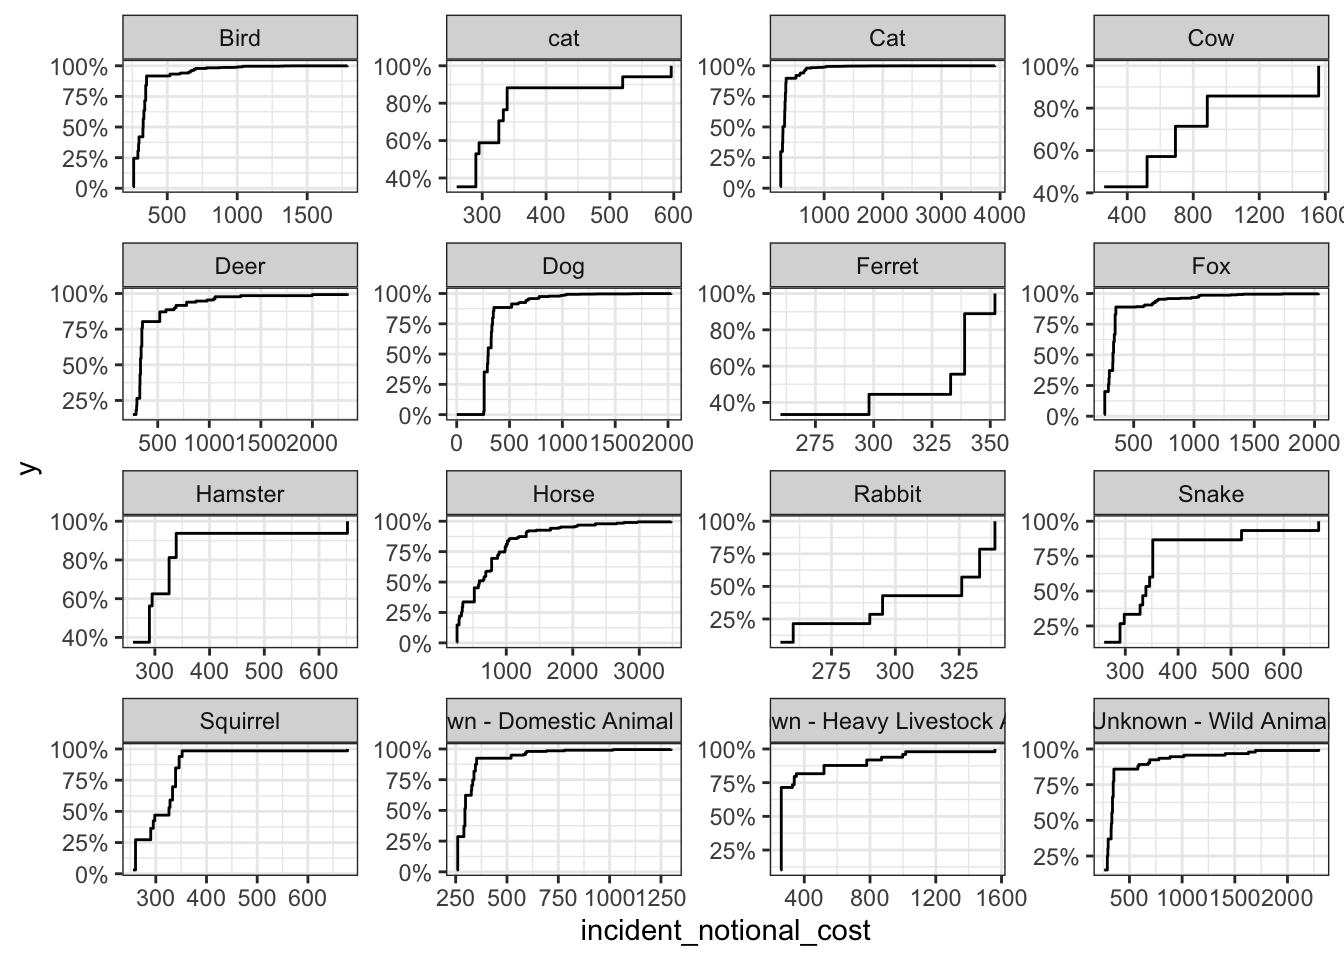 Bird
cat
Cat
Cow
100%
75%
50%
25%
0%
500 1000 1500
100%
80%
60%
40%
300 400 500 600
100%
75%
50%
25%
0%
1000 2000 3000 4000
100%
80%
60%
40%
400 800 1200 1600
Deer
Dog
Ferret
Fox
100%
75%
50%
25%
500 1000 1500 2000
100%
75%
50%
25%
0%
0 500 1000 1500 2000
100%
80%
60%
40%
275 300 325 350
100%
75%
50%
25%
0%
500 1000 1500 2000
y
Hamster
Horse
Rabbit
Snake
100%
80%
60%
40%
300 400 500 600
100%
75%
50%
25%
0%
1000 2000 3000
100%
75%
50%
25%
275 300 325
100%
75%
50%
25%
300 400 500 600
Squirrel
wn - Domestic Animal
wn - Heavy Livestock A
Unknown - Wild Animal
100%
75%
50%
25%
0%
300 400 500 600
100%
75%
50%
25%
0%
250 500 750 1000 1250
100%
75%
50%
25%
400 800 1200 1600
100%
75%
50%
25%
500 1000 1500 2000
incident_notional_cost